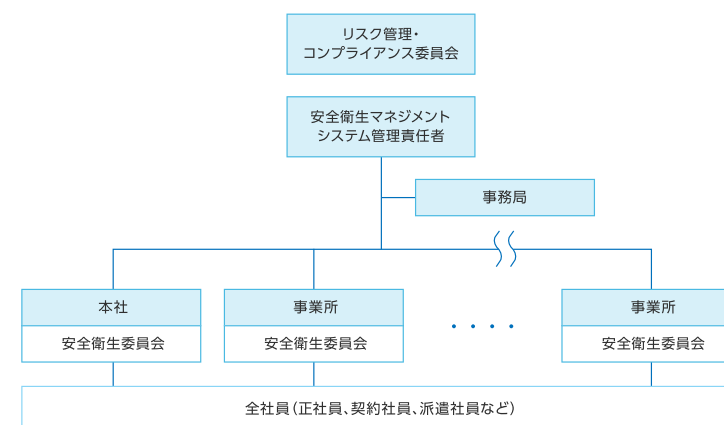 リスク管理・
コンプライアンス委員会
安全衛生マネジメント
システム管理責任者
事務局
本社
事業所
事業所
安全衛生委員会
安全衛生委員会
安全衛生委員会
全社員（正社員、契約社員、派遣社員など）